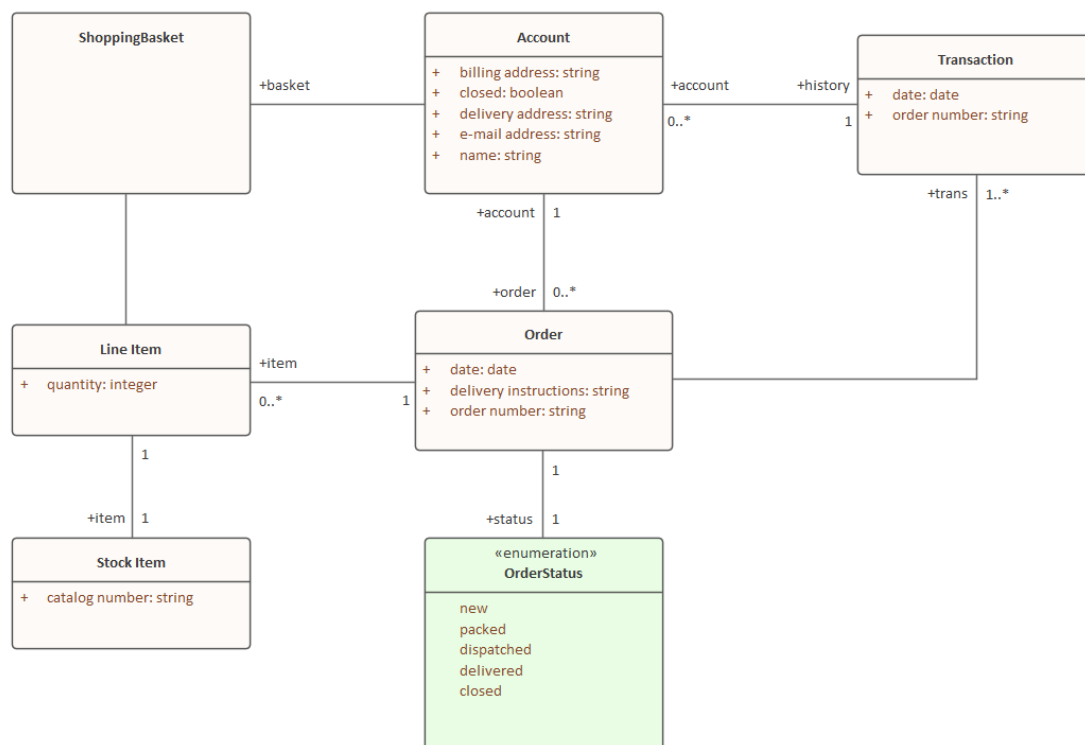 ShoppingBasket
Account
+ billing address: string
+ closed: boolean
+ delivery address: string
+ e-mail address: string
+ name: string
Transaction
+ date: date
+ order number: string
+basket
+account
+history
0..*
1
+account
1
+trans
1..*
+order
0..*
Line Item
+ quantity: integer
+item
0..*
1
Order
+ date: date
+ delivery instructions: string
+ order number: string
1
+item
1
1
+status
1
Stock Item
+ catalog number: string
«enumeration»
OrderStatus
new
packed
dispatched
delivered
closed